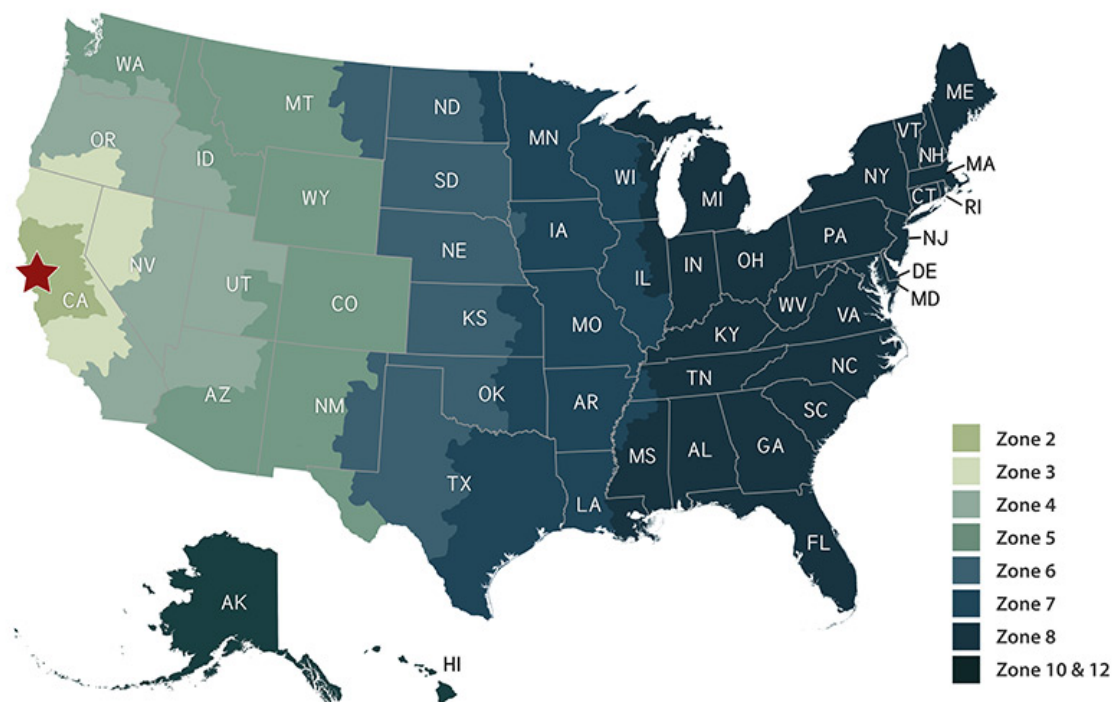 WA
MT
ND
MN
ME
OR
ID
SD
WI
VT
NH
MA
WY
MI
NY
CT
RI
NE
IA
PA
NJ
NV
UT
CO
IL
IN
OH
DE
MD
CA
KS
MO
WV
VA
KY
AZ
NM
OK
AR
TN
NC
SC
TX
MS
AL
GA
LA
FL
AK
HI
Zone 2
Zone 3
Zone 4
Zone 5
Zone 6
Zone 7
Zone 8
Zone 10 & 12